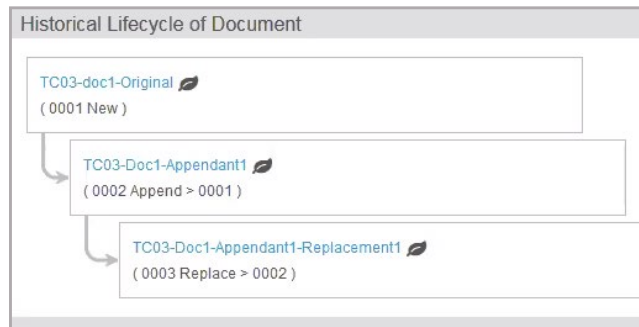 Historical Lifecycle of Document
TC03-doc1-Original
( 0001 New )
TC03-Doc1-Appendant1
( 0002 Append > 0001 )
TC03-Doc1-Appendant1-Replacement1
( 0003 Replace > 0002 )